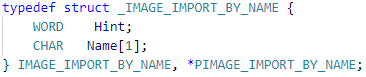 typedef struct _IMAGE_IMPORT_BY_NAME {
    WORD    Hint;
    CHAR   Name[1];
} IMAGE_IMPORT_BY_NAME, *PIMAGE_IMPORT_BY_NAME;